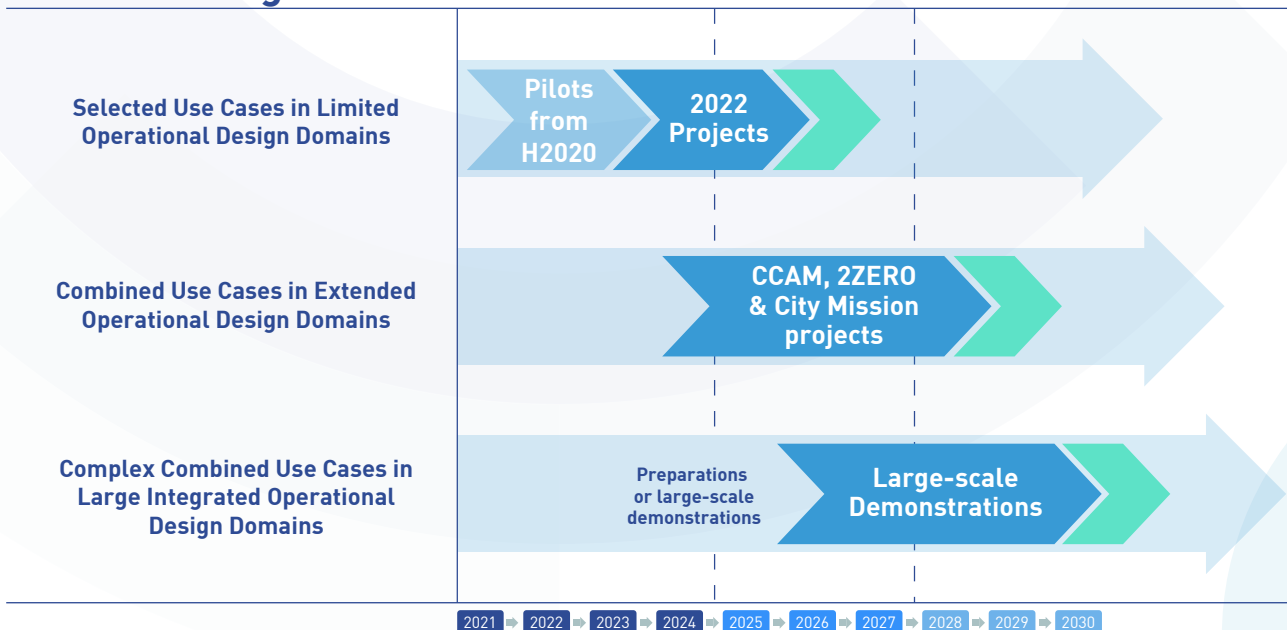 Selected Use Cases in Limited
Operational Design Domains
Pilots
from
H2020
2022
Projects
Combined Use Cases in Extended
Operational Design Domains
CCAM, 2ZERO
& City Mission
projects
Complex Combined Use Cases in
Large Integrated Operational
Design Domains
Preparations
or large-scale
demonstrations
Large-scale
Demonstrations
2021 2022 2023 2024 2025 2026 2027 2028 2029 2030